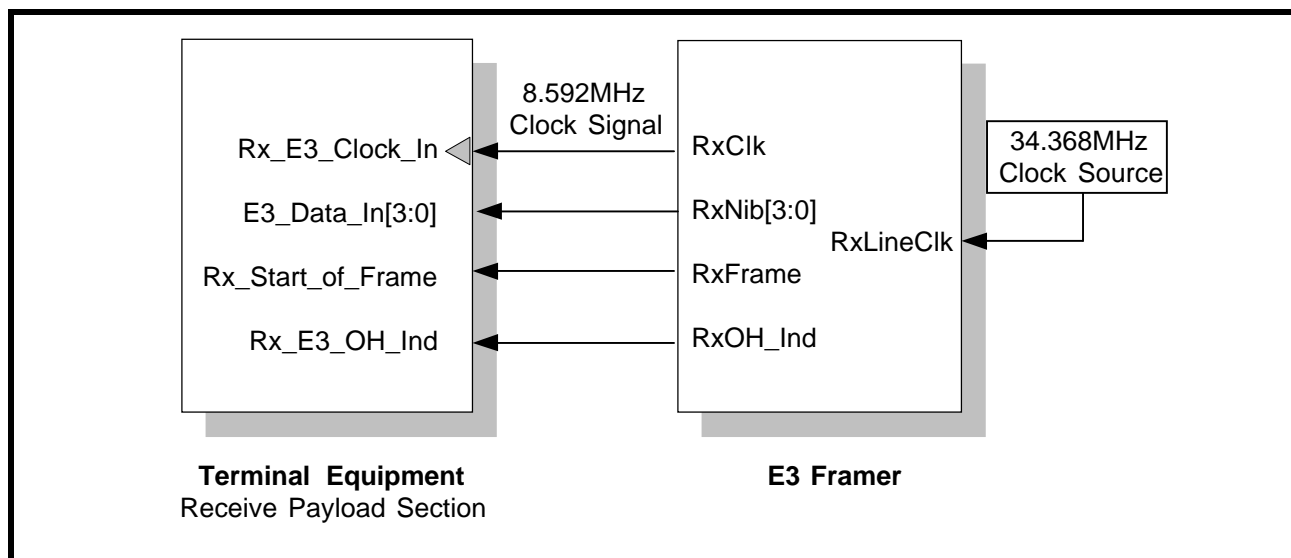 8.592MHz
Clock Signal
34.368MHz
Clock Source
Rx_E3_Clock_In
E3_Data_In[3:0]
Rx_Start_of_Frame
Rx_E3_OH_Ind
RxClk
RxNib[3:0]
RxFrame
RxOH_Ind
RxLineClk
Terminal Equipment
Receive Payload Section
E3 Framer